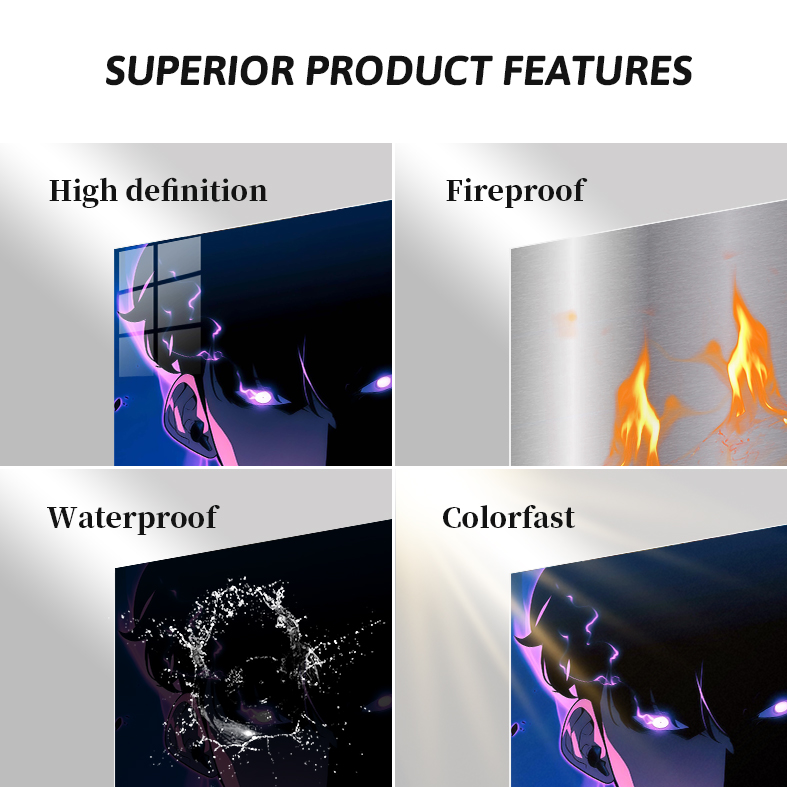 SUPERIOR PRODUCT FEATURES
High definition
Fireproof
Waterproof
Colorfast